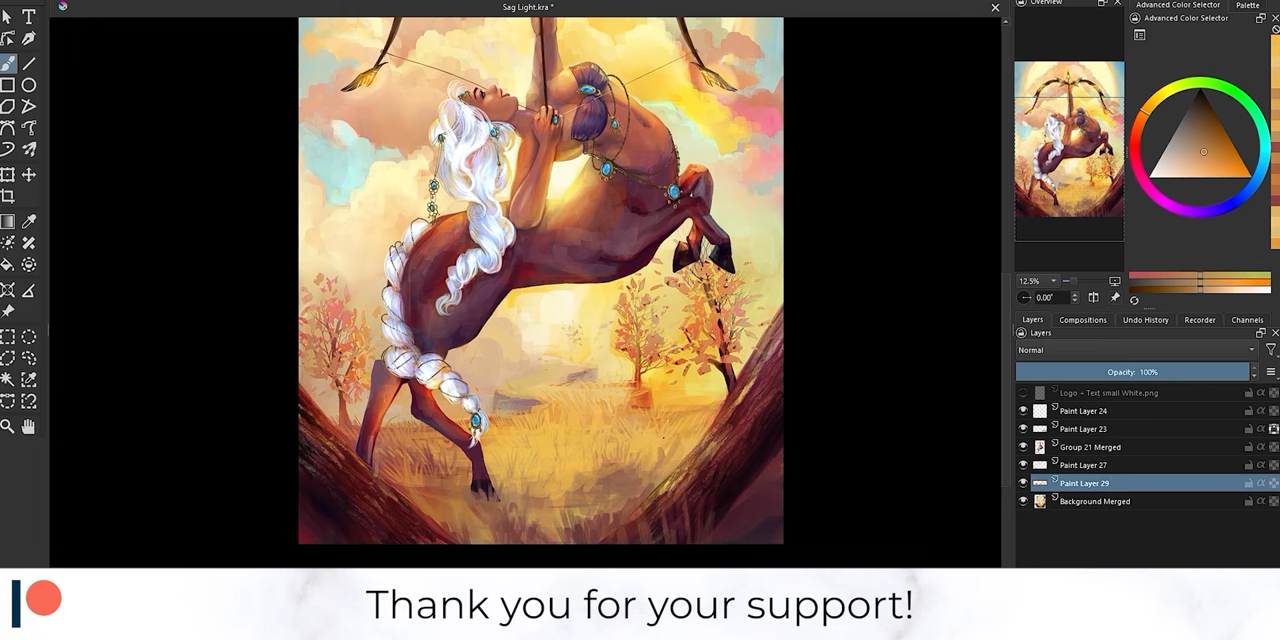 Sag Light.kra *
Overview
Advanced Color Selector
Palette
Advanced Color Selector
12.5%
0.00°
Layers
Compositions
Undo History
Recorder
Channels
Layers
Normal
Opacity: 100%
Logo + Text small White.png
Paint Layer 24
Paint Layer 23
Group 21 Merged
Paint Layer 27
Paint Layer 29
Background Merged
Thank you for your support!